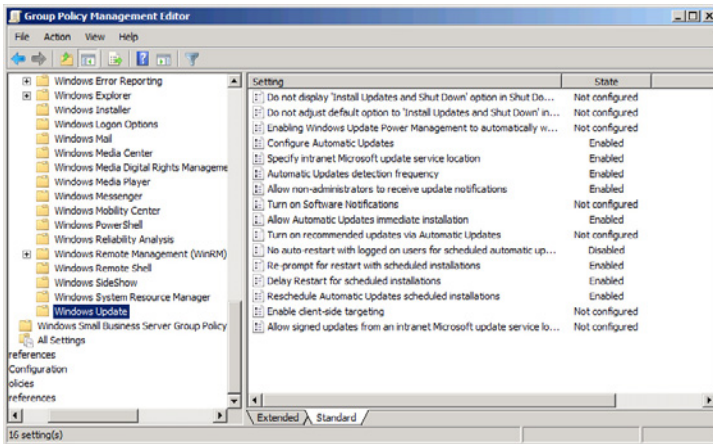 Group Policy Management Editor
File Action View Help
Windows Error Reporting
Windows Explorer
Windows Installer
Windows Logon Options
Windows Mail
Windows Media Center
Windows Media Digital Rights Manageme
Windows Media Player
Windows Messenger
Windows Mobility Center
Windows PowerShell
Windows Reliability Analysis
Windows Remote Management (WinRM)
Windows Remote Shell
Windows SideShow
Windows System Resource Manager
Windows Update
Windows Small Business Server Group Policy
All Settings
references
Configuration
olicies
references
Setting State
Do not display 'Install Updates and Shut Down' option in Shut Do... Not configured
Do not adjust default option to 'Install Updates and Shut Down' in... Not configured
Enabling Windows Update Power Management to automatically w... Not configured
Configure Automatic Updates Enabled
Specify intranet Microsoft update service location Enabled
Automatic Updates detection frequency Enabled
Allow non-administrators to receive update notifications Enabled
Turn on Software Notifications Not configured
Allow Automatic Updates immediate installation Enabled
Turn on recommended updates via Automatic Updates Not configured
No auto-restart with logged on users for scheduled automatic up... Disabled
Re-prompt for restart with scheduled installations Enabled
Delay Restart for scheduled installations Enabled
Reschedule Automatic Updates scheduled installations Enabled
Enable client-side targeting Not configured
Allow signed updates from an intranet Microsoft update service lo... Not configured
Extended Standard
16 setting(s)